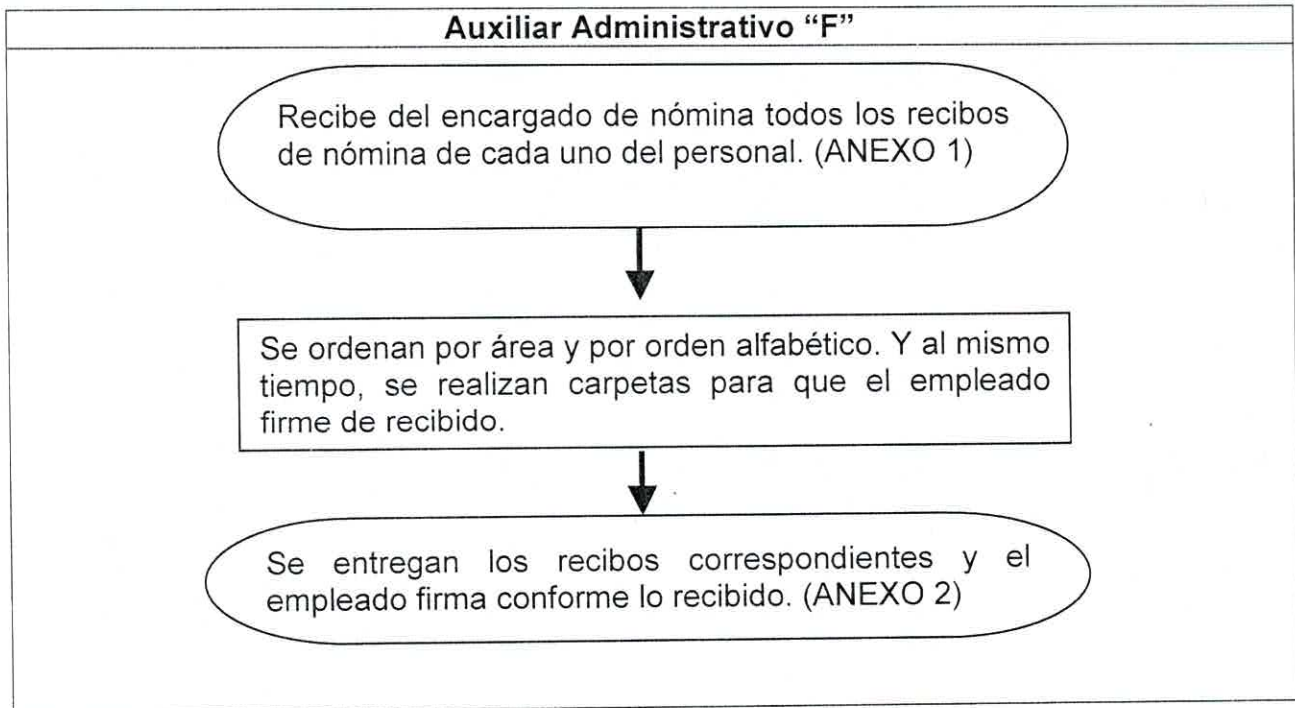 Auxiliar Administrativo “F”
Recibe del encargado de nómina todos los recibos
de nómina de cada uno del personal. (ANEXO 1)
Se ordenan por área y por orden alfabético. Y al mismo
tiempo, se realizan carpetas para que el empleado
firme de recibido.
Se entregan los recibos correspondientes y el
empleado firma conforme lo recibido. (ANEXO 2)